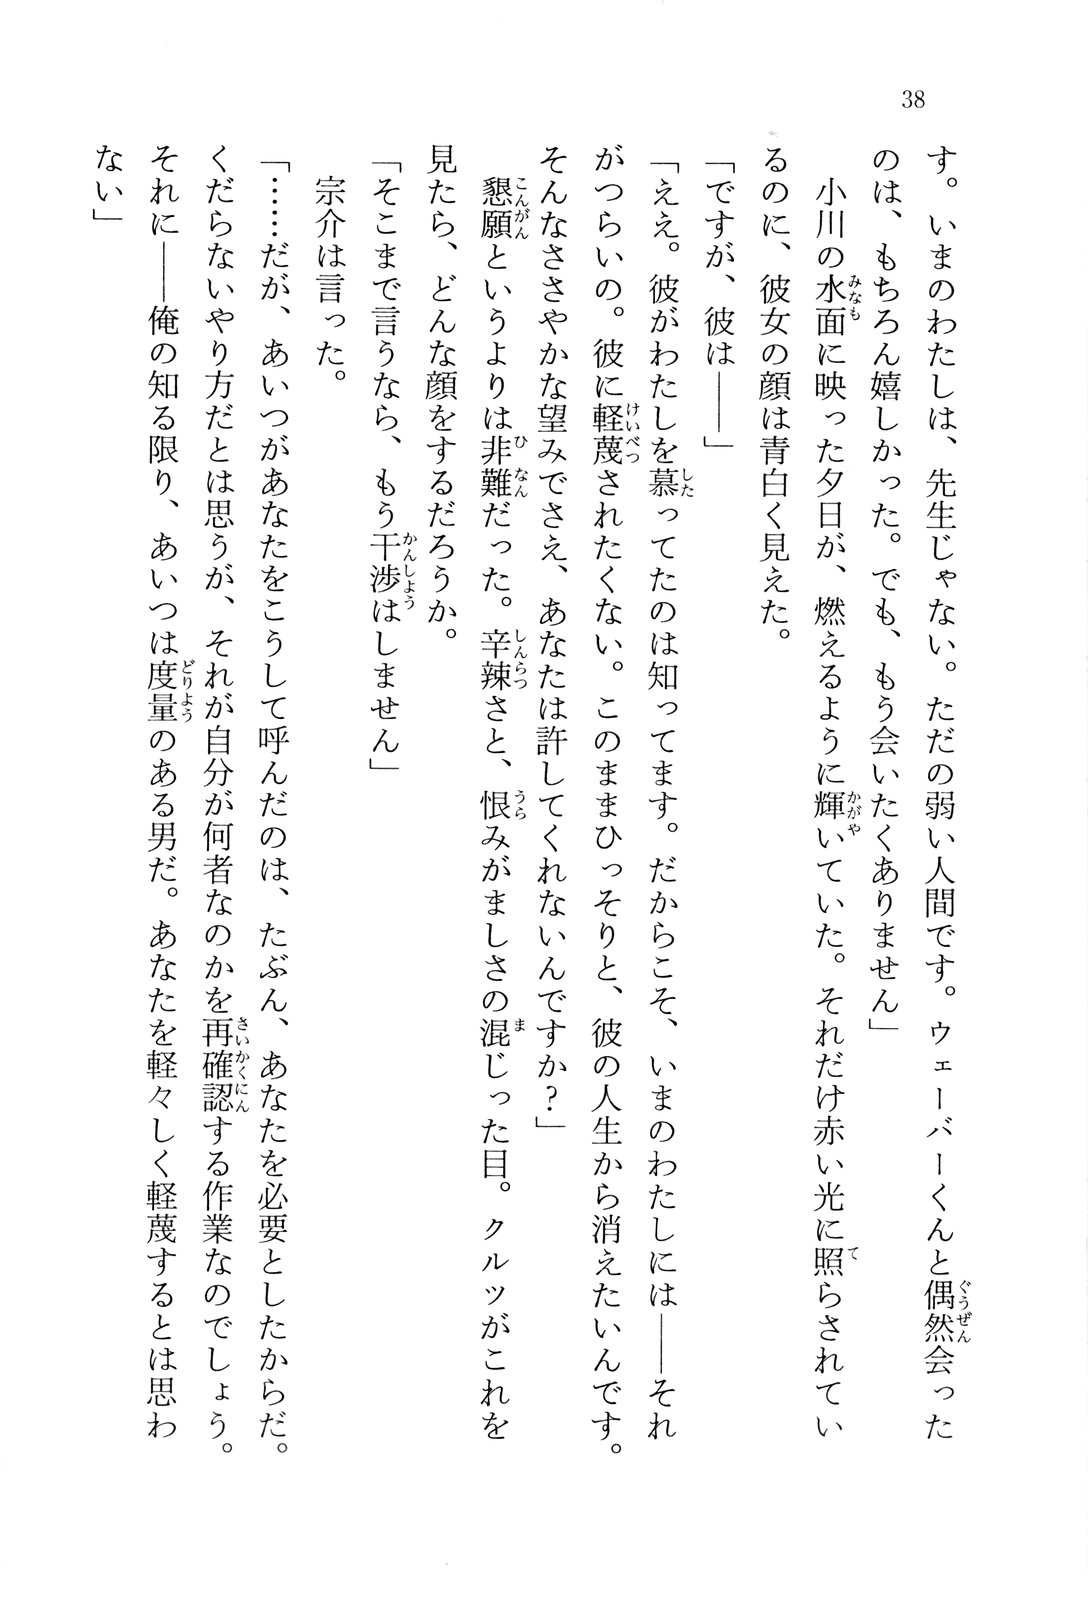 38
す。いまのわたしは、先生じゃない。ただの弱い人間です。ウェーバーくんと偶然会った
のは、もちろん嬉しかった。でも、もう会いたくありません」
　小川の水面に映った夕日が、燃えるように輝いていた。それだけ赤い光に照らされてい
るのに、彼女の顔は青白く見えた。
「ですが、彼は――」
「ええ。彼がわたしを慕ってたのは知ってます。だからこそ、いまのわたしには――それ
がつらいの。彼に軽蔑されたくない。このままひっそりと、彼の人生から消えたいんです。
そんなささやかな望みでさえ、あなたは許してくれないんですか？」
　懇願というよりは非難だった。辛辣さと、恨みがましさの混じった目。クルツがこれを
見たら、どんな顔をするだろうか。
「そこまで言うなら、もう干渉はしません」
　宗介は言った。
「……だが、あいつがあなたをこうして呼んだのは、たぶん、あなたを必要としたからだ。
くだらないやり方だとは思うが、それが自分が何者なのかを再確認する作業なのでしょう。
それに――俺の知る限り、あいつは度量のある男だ。あなたを軽々しく軽蔑するとは思わ
ない」